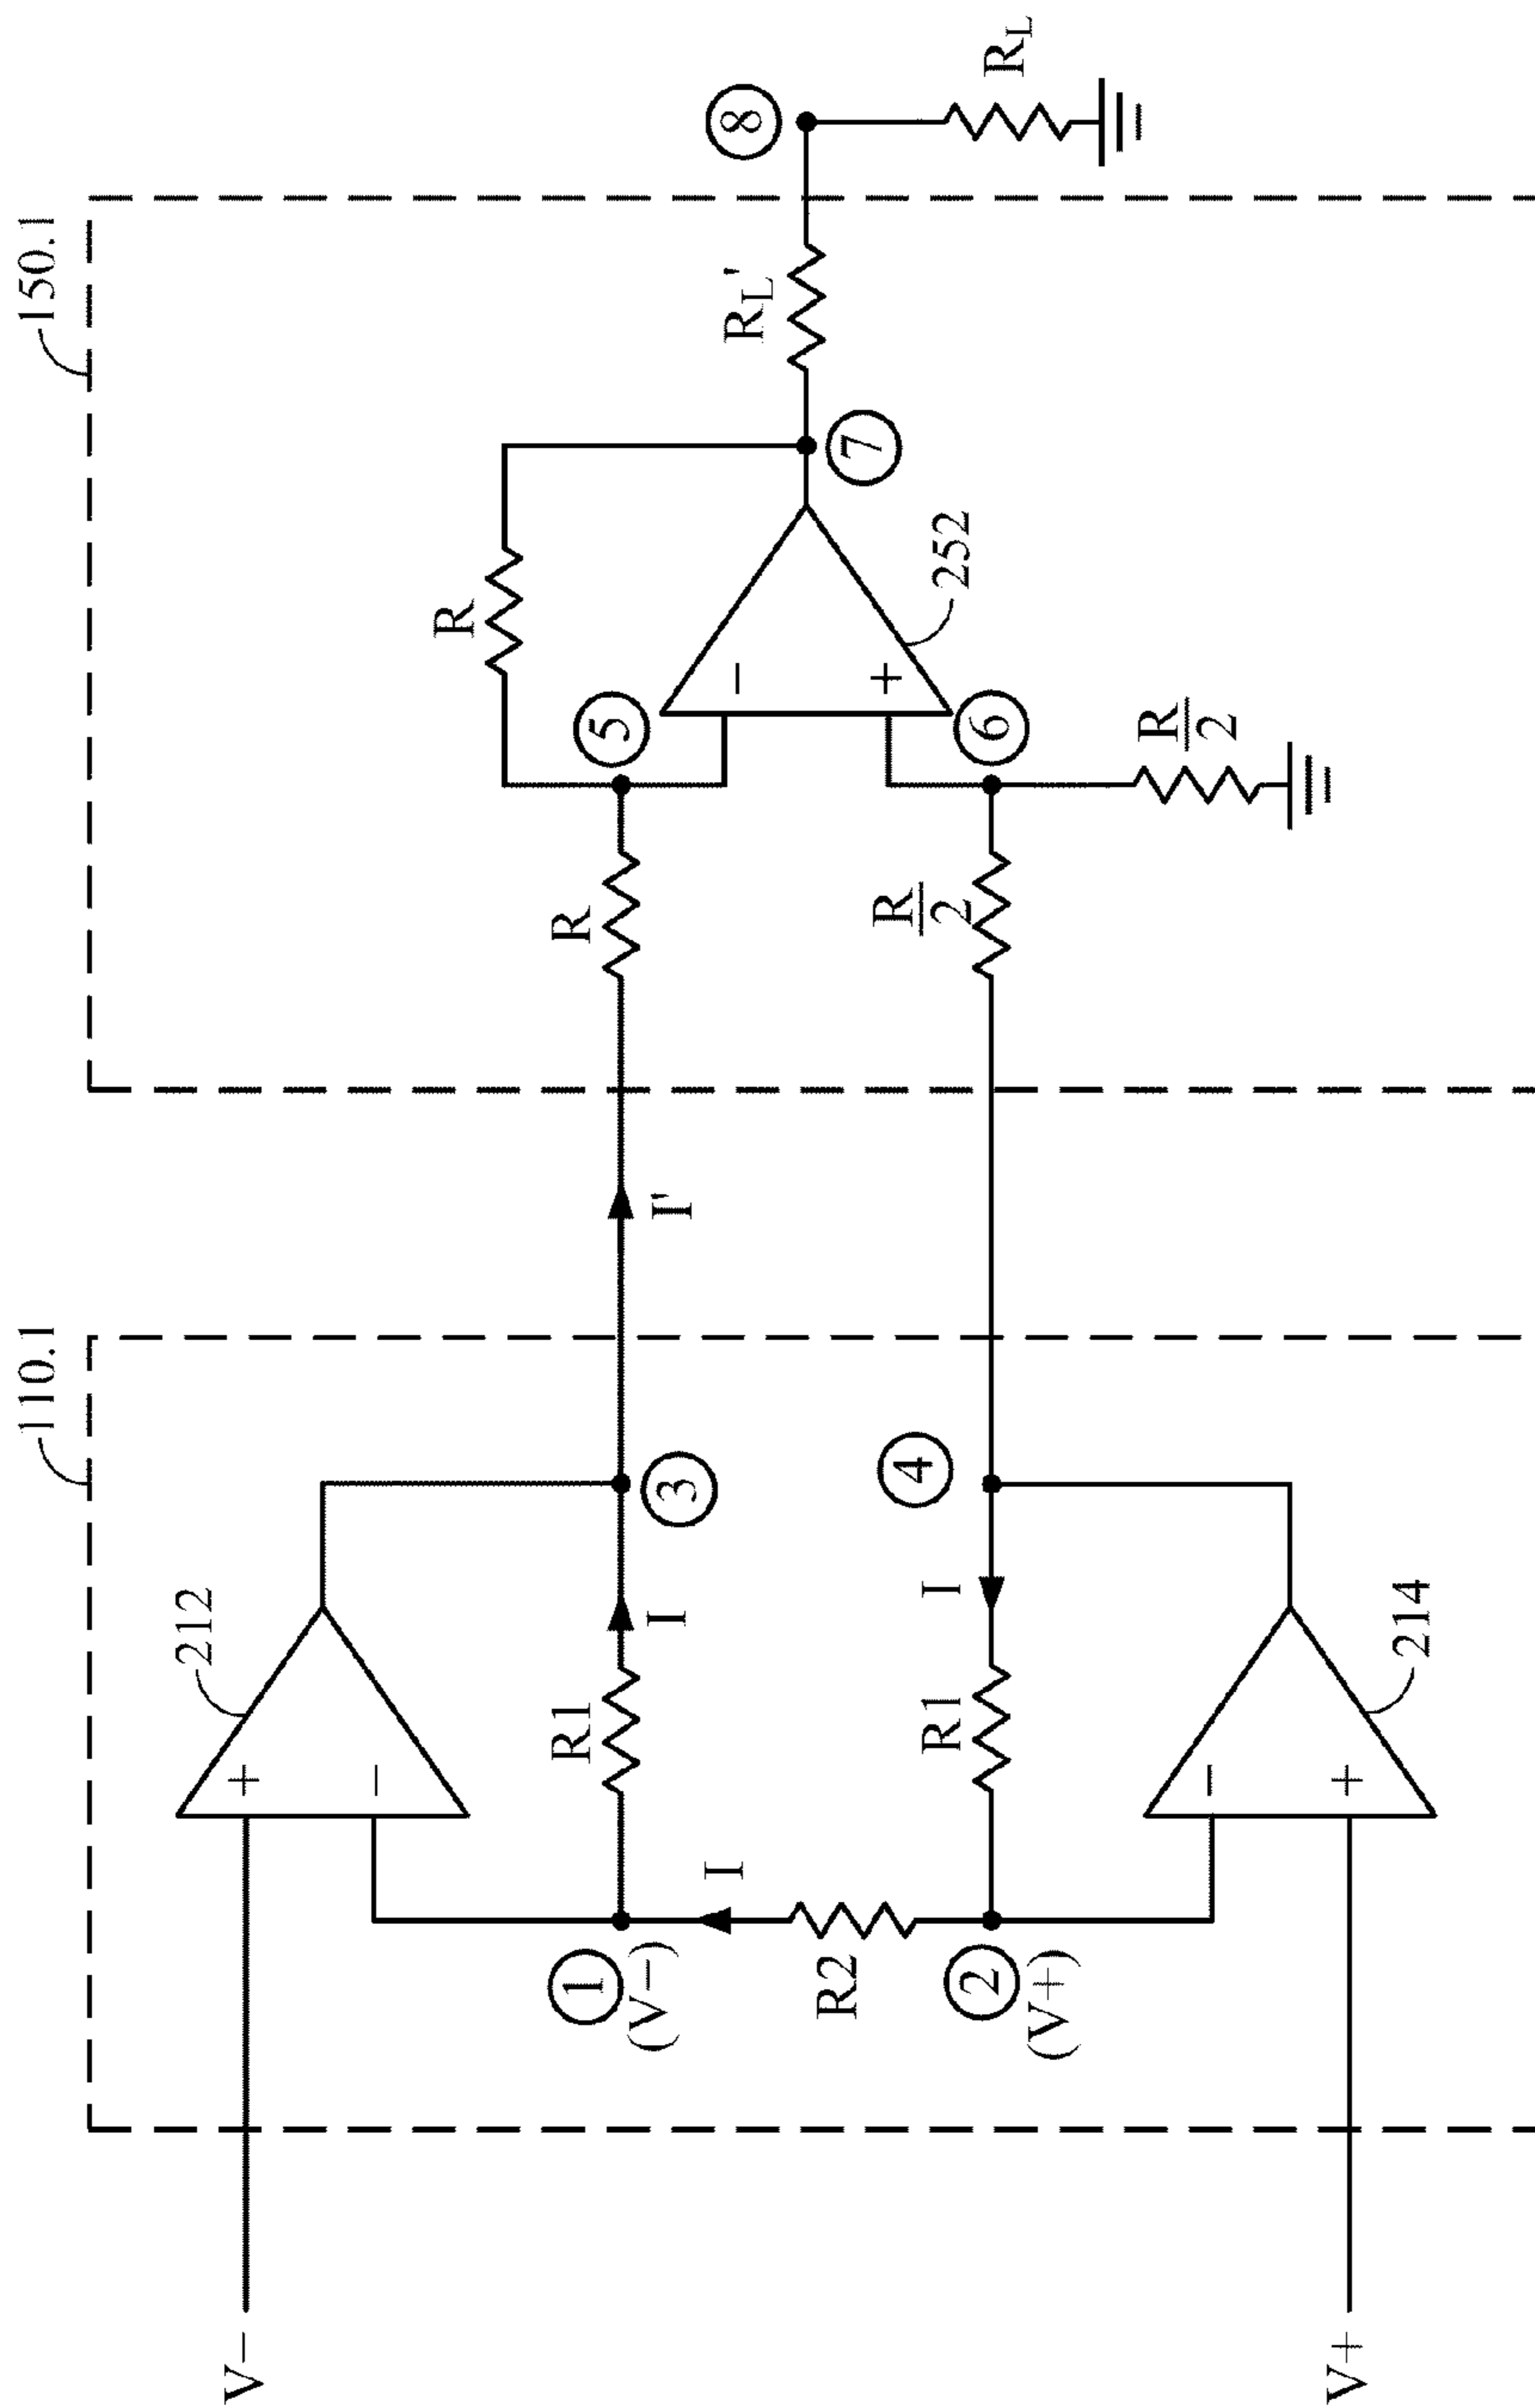 110.1
150.1
212
+
−
V−
R1
I
③
I'
R
⑤
R
①
(V−)
I
R2
②
(V+)
R1
I
④
R
2
⑥
R
2
−
+
252
⑦
RL'
⑧
RL
−
+
214
V+